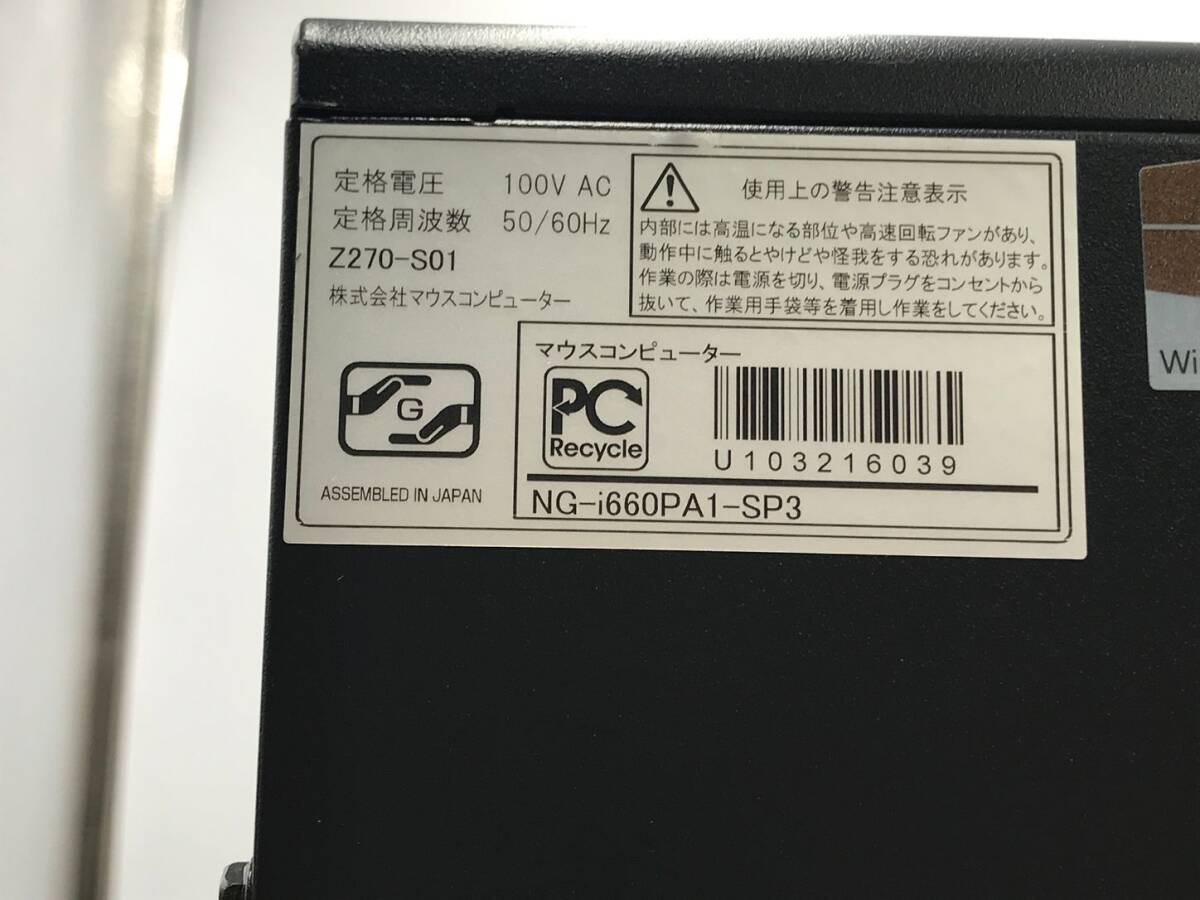 定格電圧 100V AC
定格周波数 50/60Hz
Z270-S01
株式会社マウスコンピューター
使用上の警告注意表示
内部には高温になる部位や高速回転ファンがあり、
動作中に触るとやけどや怪我をする恐れがあります。
作業の際は電源を切り、電源プラグをコンセントから
抜いて、作業用手袋等を着用し作業をしてください。
G
ASSEMBLED IN JAPAN
マウスコンピューター
PC
Recycle
U103216039
NG-i660PA1-SP3
Wi